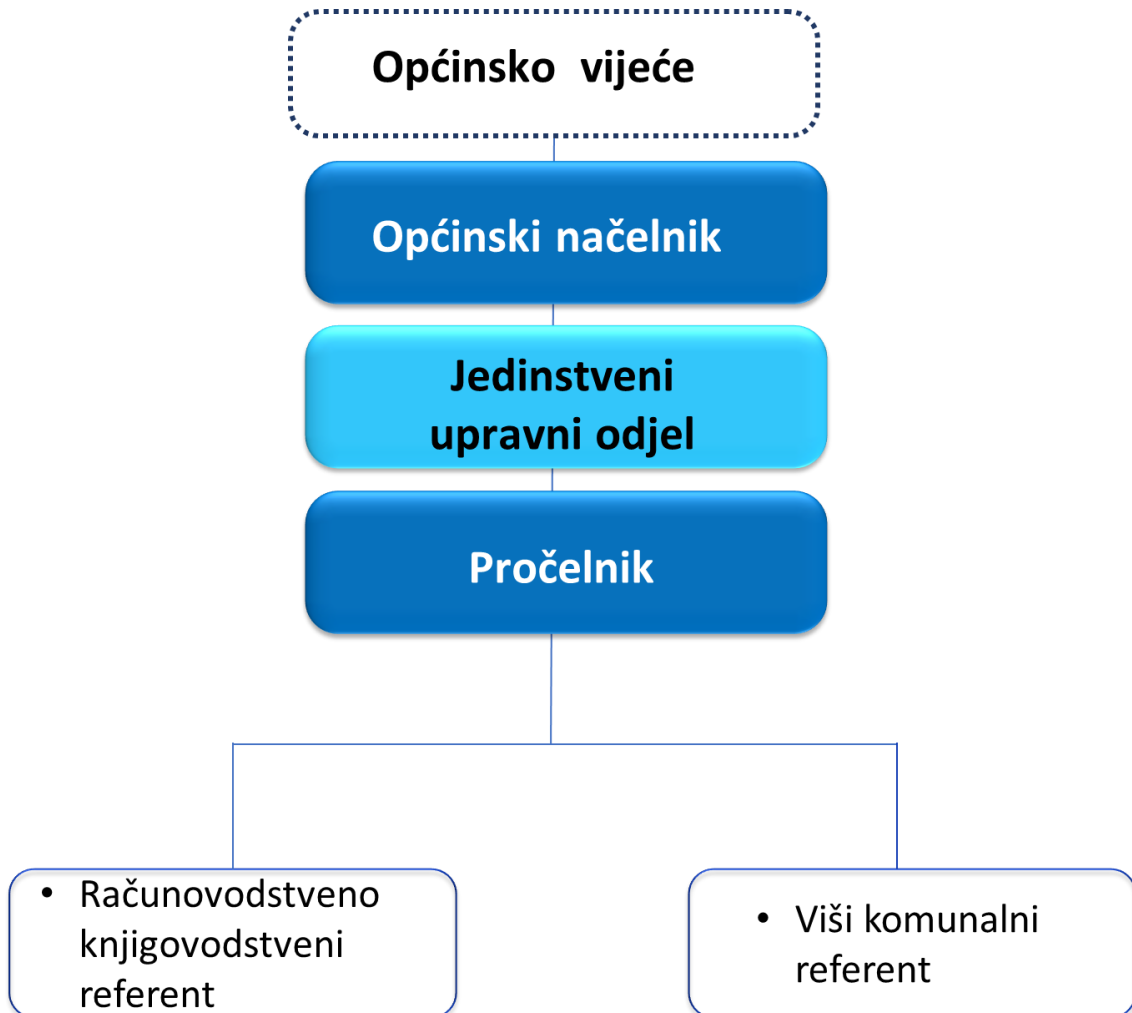 Općinsko vijeće
Općinski načelnik
Jedinstveni
upravni odjel
Pročelnik
• Računovodstveno
knjigovodstveni
referent
• Viši komunalni
referent